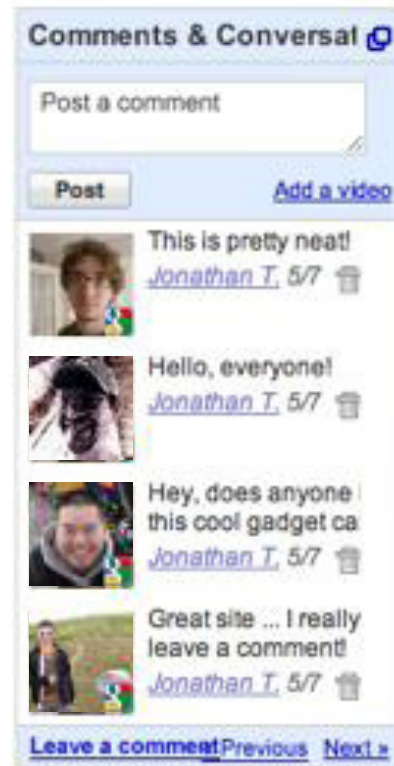 Comments & Conversat
Post a comment
Post
Add a video
This is pretty neat!
Jonathan T, 5/7
Hello, everyone!
Jonathan T, 5/7
Hey, does anyone
this cool gadget ca
Jonathan T, 5/7
Great site ... I really
leave a comment!
Jonathan T, 5/7
Leave a comment Previous Next »